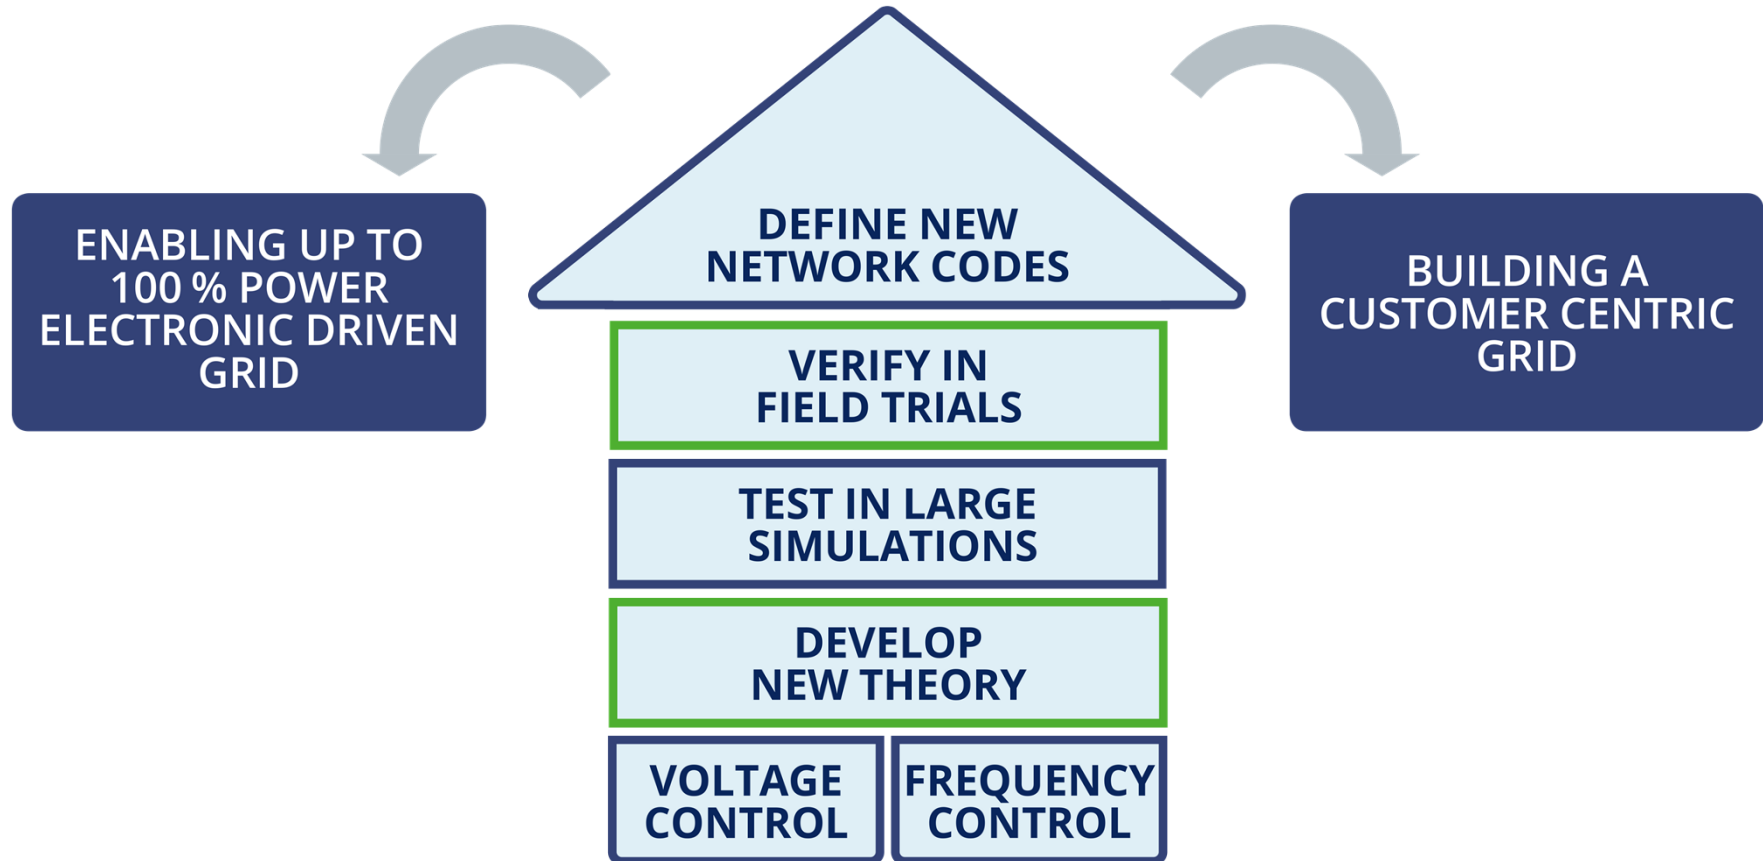 ENABLING UP TO
100 % POWER
ELECTRONIC DRIVEN
GRID
DEFINE NEW
NETWORK CODES
BUILDING A
CUSTOMER CENTRIC
GRID
VERIFY IN
FIELD TRIALS
TEST IN LARGE
SIMULATIONS
DEVELOP
NEW THEORY
VOLTAGE
CONTROL
FREQUENCY
CONTROL